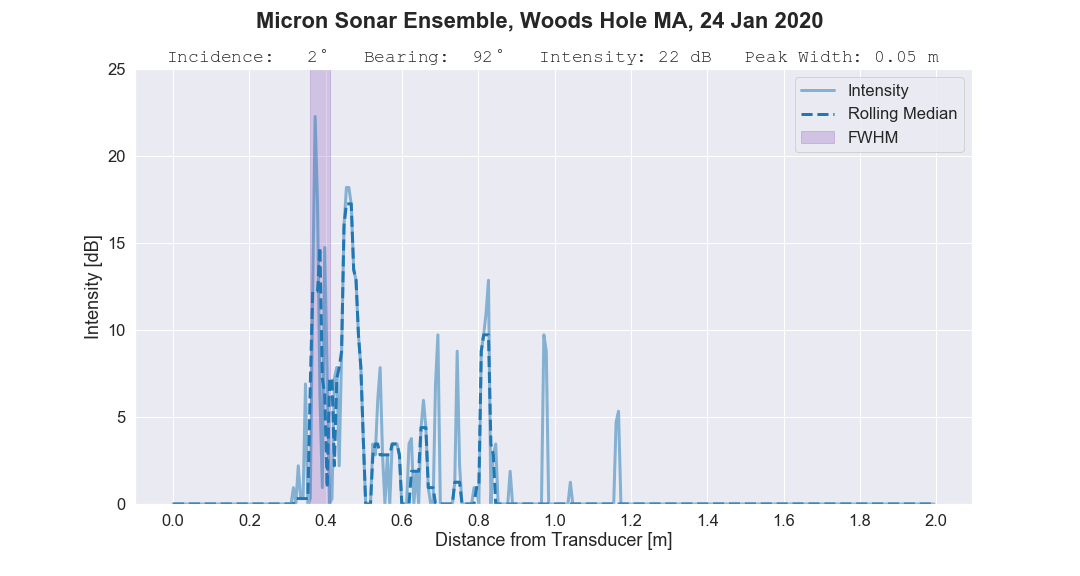 Micron Sonar Ensemble, Woods Hole MA, 24 Jan 2020
Incidence: 2° Bearing: 92° Intensity: 22 dB Peak Width: 0.05 m
Intensity
Rolling Median
FWHM
25
20
15
10
5
0
Intensity [dB]
0.0 0.2 0.4 0.6 0.8 1.0 1.2 1.4 1.6 1.8 2.0
Distance from Transducer [m]